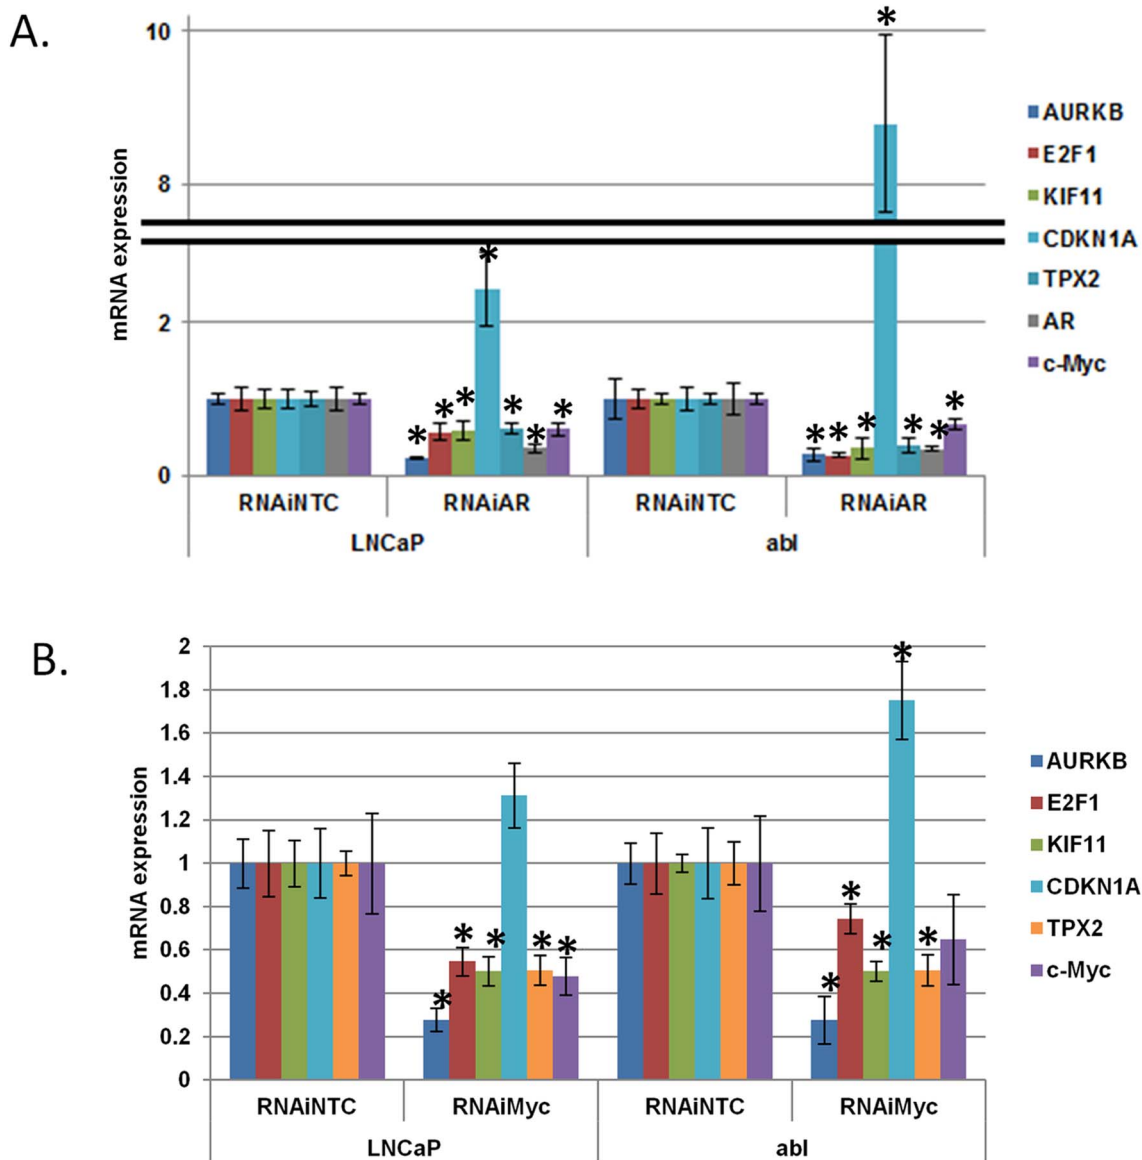 A.
mRNA expression
10
8
2
0
*
* * * * * * *
* * * * * *
RNAiNTC RNAiAR RNAiNTC RNAiAR
LNCaP abl
AURKB
E2F1
KIF11
CDKN1A
TPX2
AR
c-Myc
B.
mRNA expression
2
1.8
1.6
1.4
1.2
1
0.8
0.6
0.4
0.2
0
* * * * *
* * * * *
RNAiNTC RNAiMyc RNAiNTC RNAiMyc
LNCaP abl
AURKB
E2F1
KIF11
CDKN1A
TPX2
c-Myc